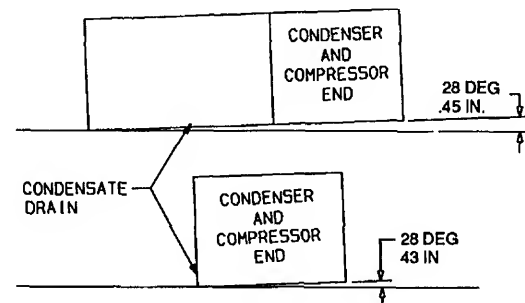 CONDENSER
AND
COMPRESSOR
END
28 DEG
.45 IN.
CONDENSATE
DRAIN
CONDENSER
AND
COMPRESSOR
END
28 DEG
43 IN